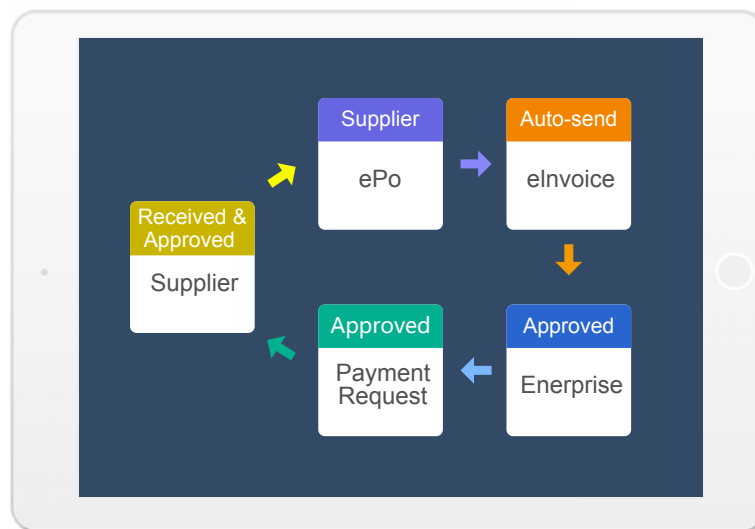 Supplier
ePo
Auto-send
eInvoice
Received &
Approved
Supplier
Approved
Payment
Request
Approved
Enerprise